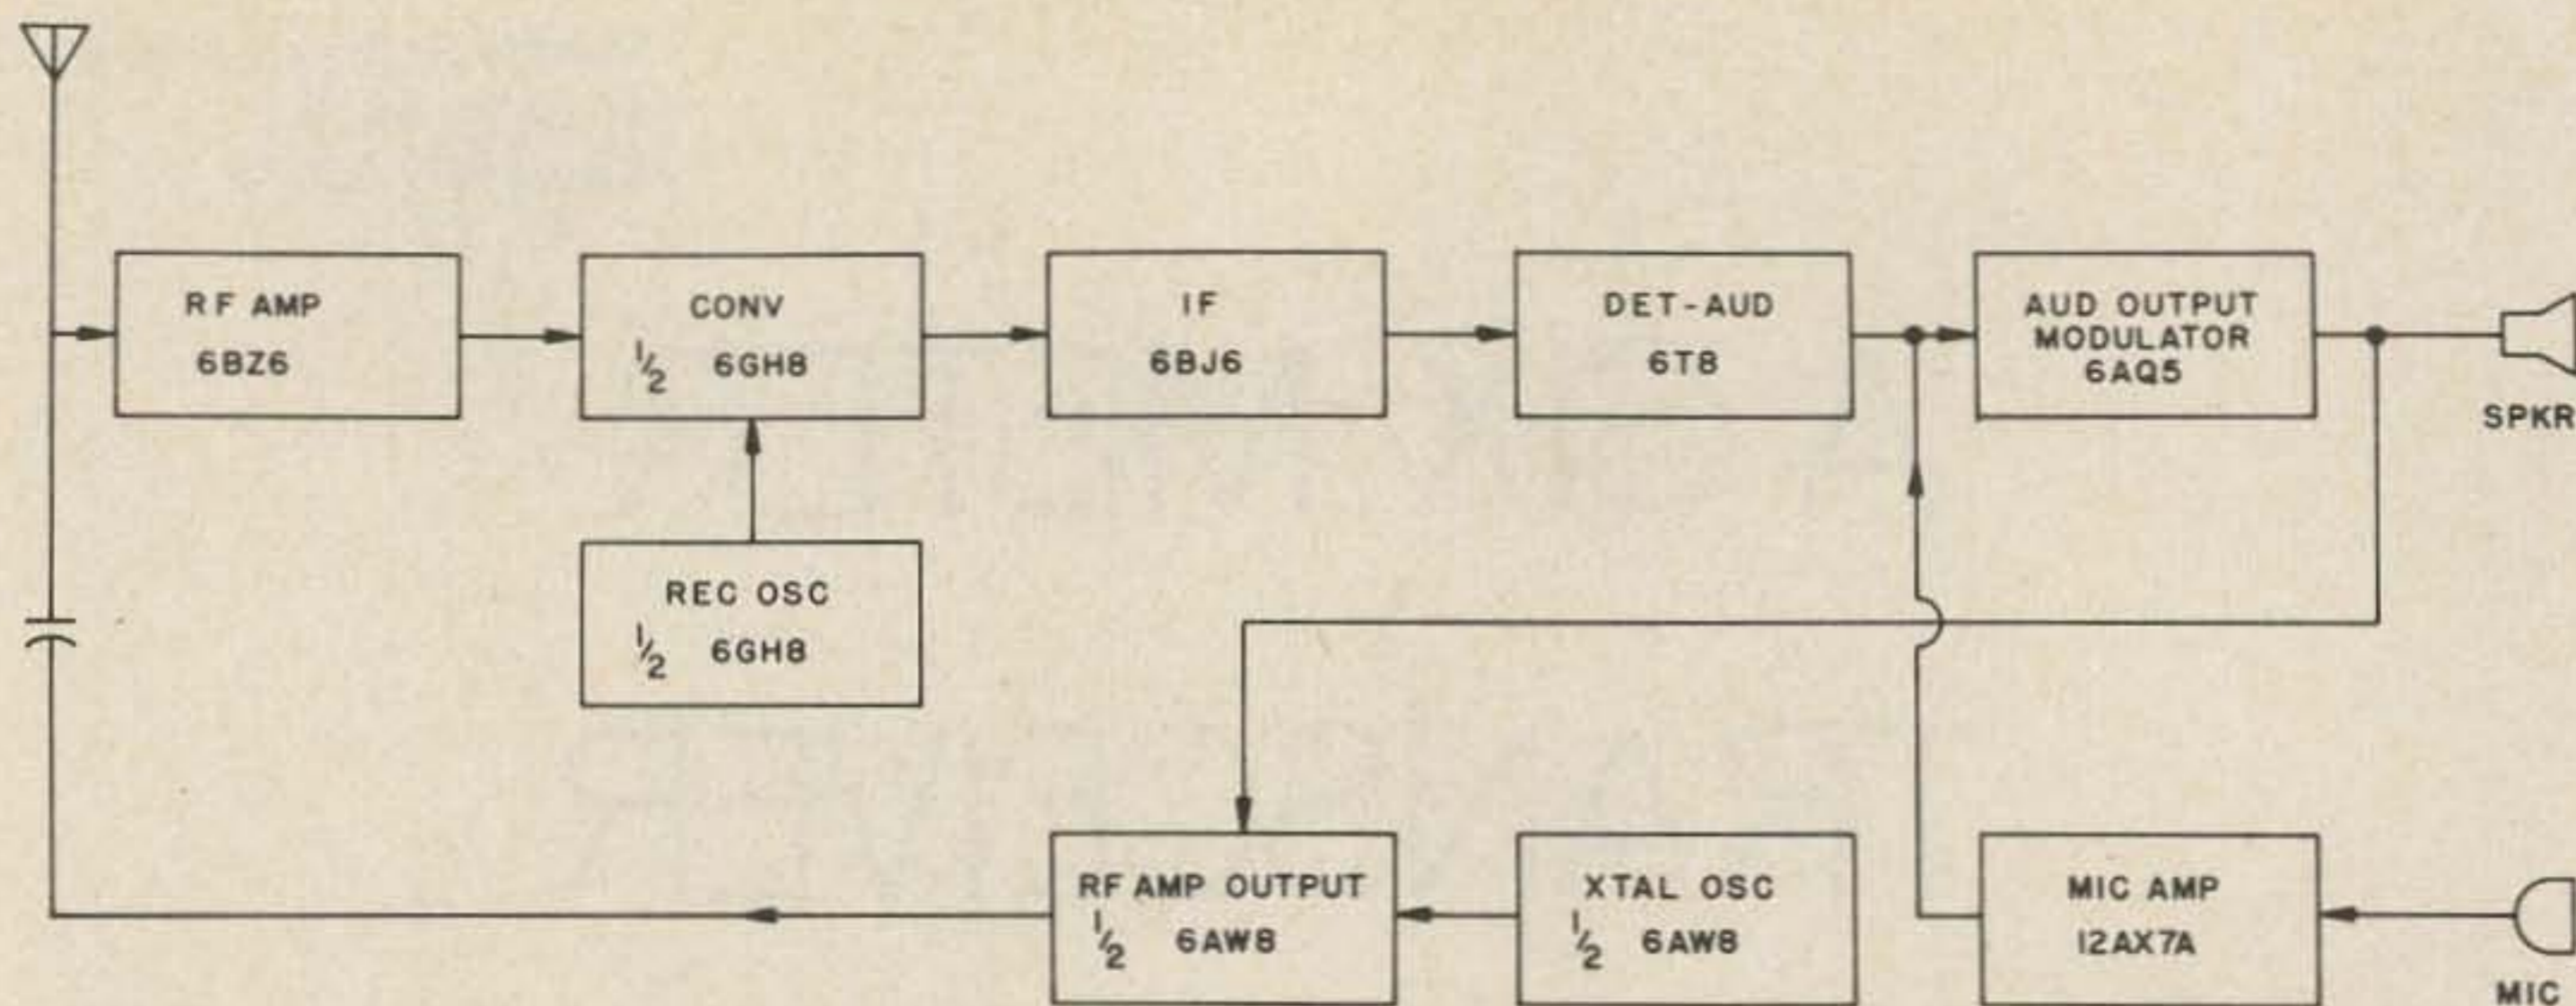 RF AMP
6BZ6
CONV
1/2 6GH8
IF
6BJ6
DET-AUD
6T8
AUD OUTPUT
MODULATOR
6AQ5
SPKR
REC OSC
1/2 6GH8
RF AMP OUTPUT
1/2 6AW8
XTAL OSC
1/2 6AW8
MIC AMP
12AX7A
MIC